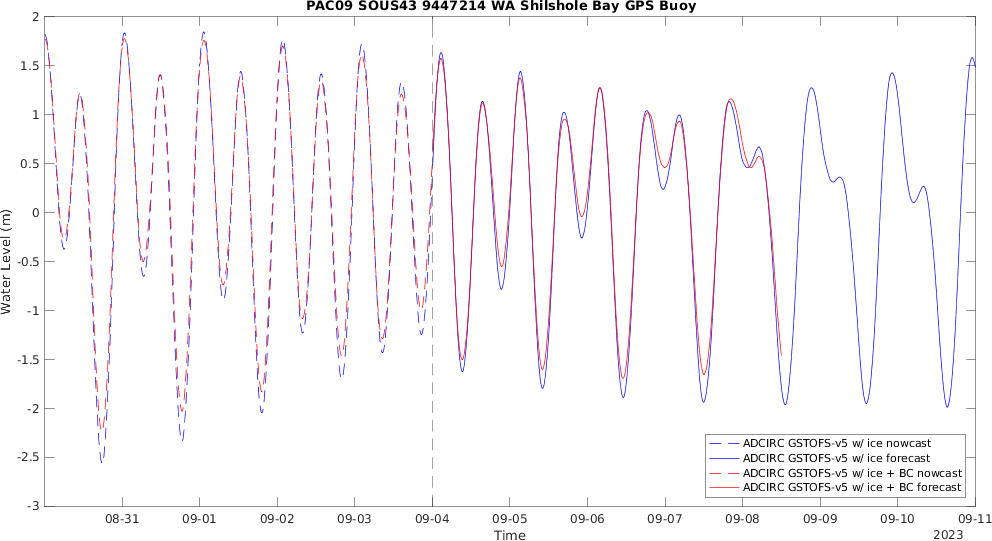 PAC09 SOUS43 9447214 WA Shilshole Bay GPS Buoy
Water Level (m)
2
1.5
1
0.5
0
-0.5
-1
-1.5
-2
-2.5
-3
ADCIRC GSTOFS-v5 w/ ice nowcast
ADCIRC GSTOFS-v5 w/ ice forecast
ADCIRC GSTOFS-v5 w/ ice + BC nowcast
ADCIRC GSTOFS-v5 w/ ice + BC forecast
08-31 09-01 09-02 09-03 09-04 09-05 09-06 09-07 09-08 09-09 09-10 09-11
Time
2023